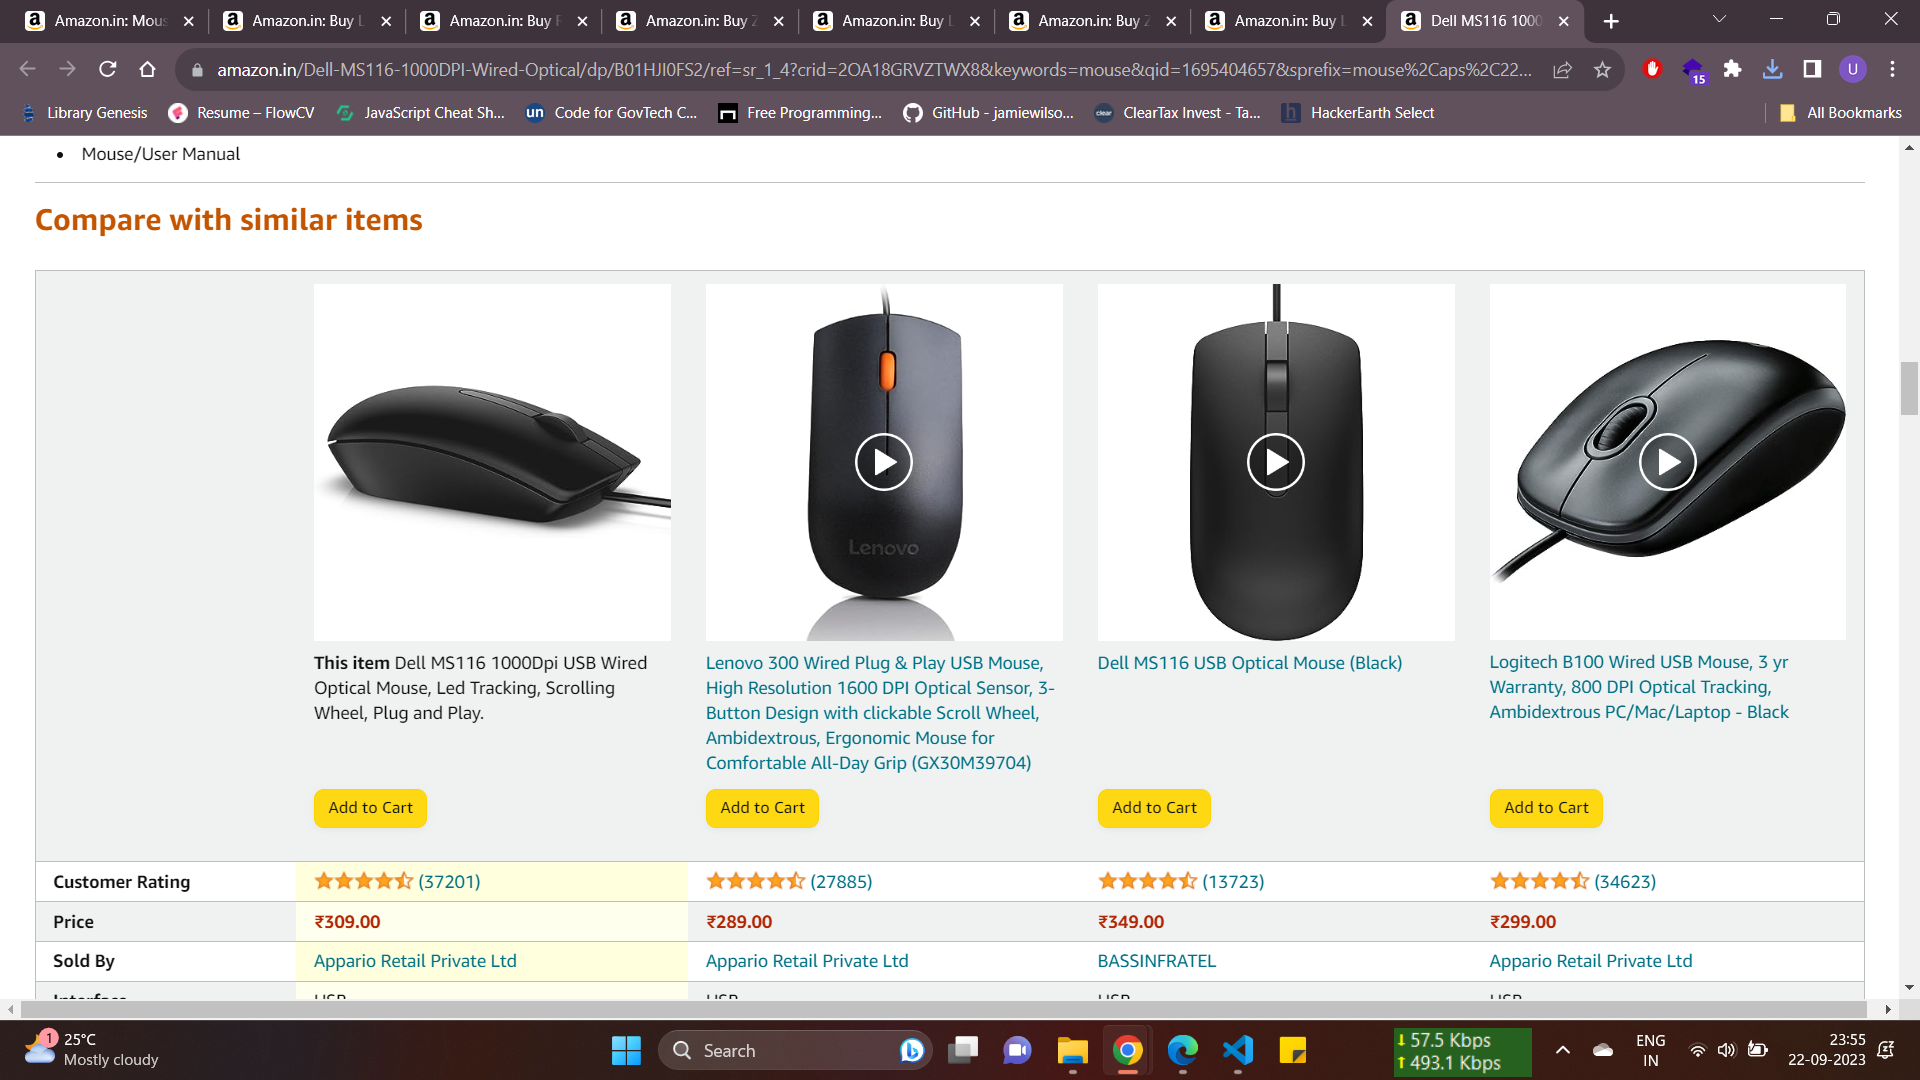 Amazon.in: Mous
Amazon.in: Buy L
Amazon.in: Buy F
Amazon.in: Buy Z
Amazon.in: Buy L
Amazon.in: Buy Z
Amazon.in: Buy L
Dell MS116 1000
amazon.in/Dell-MS116-1000DPI-Wired-Optical/dp/B01HJI0FS2/ref=sr_1_4?crid=2OA18GRVZTWX8&keywords=mouse&qid=1695404657&sprefix=mouse%2Caps%2C22...
15
U
Library Genesis
Resume – FlowCV
JavaScript Cheat Sh...
un
Code for GovTech C...
Free Programming...
GitHub - jamiewilso...
clear
ClearTax Invest - Ta...
h
HackerEarth Select
All Bookmarks
Mouse/User Manual
Compare with similar items
Lenovo
This item Dell MS116 1000Dpi USB Wired
Optical Mouse, Led Tracking, Scrolling
Wheel, Plug and Play.
Lenovo 300 Wired Plug & Play USB Mouse,
High Resolution 1600 DPI Optical Sensor, 3-
Button Design with clickable Scroll Wheel,
Ambidextrous, Ergonomic Mouse for
Comfortable All-Day Grip (GX30M39704)
Dell MS116 USB Optical Mouse (Black)
Logitech B100 Wired USB Mouse, 3 yr
Warranty, 800 DPI Optical Tracking,
Ambidextrous PC/Mac/Laptop - Black
Add to Cart
Add to Cart
Add to Cart
Add to Cart
Customer Rating (37201) (27885) (13723) (34623)
Price ₹309.00 ₹289.00 ₹349.00 ₹299.00
Sold By Appario Retail Private Ltd Appario Retail Private Ltd BASSINFRATEL Appario Retail Private Ltd
Interface USB USB USB USB
1
25°C
Mostly cloudy
Search
57.5 Kbps
493.1 Kbps
ENG
IN
23:55
22-09-2023